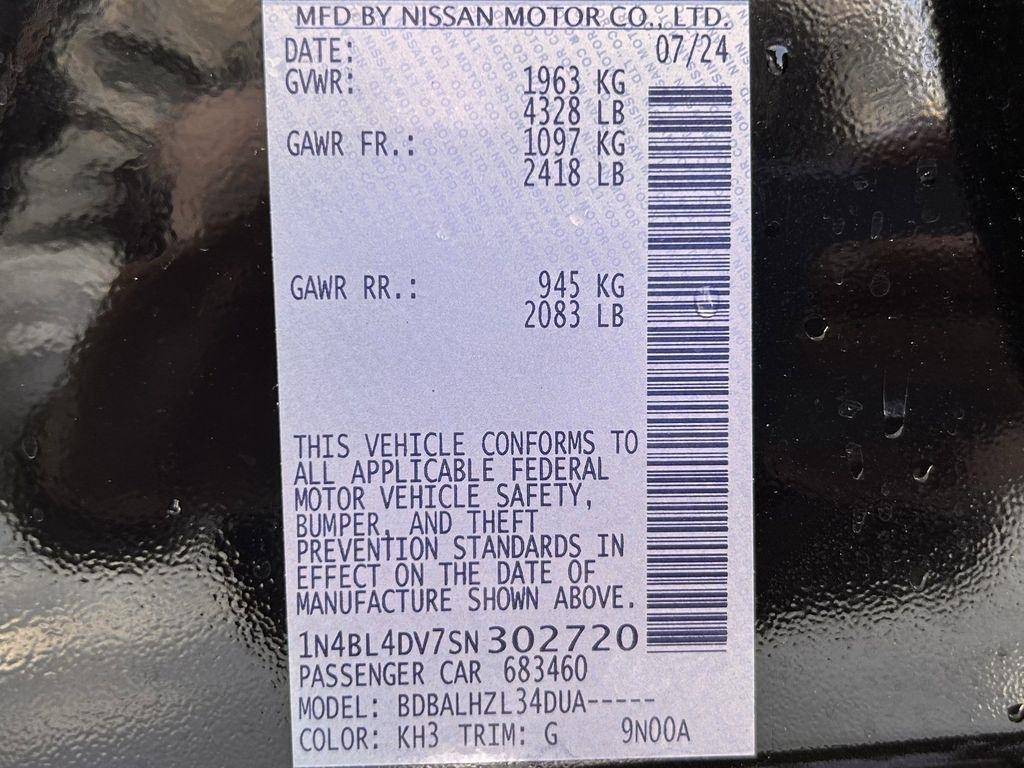 MFD BY NISSAN MOTOR CO., LTD.
DATE: 07/24
GVWR: 1963 KG
4328 LB
GAWR FR.: 1097 KG
2418 LB
GAWR RR.: 945 KG
2083 LB
THIS VEHICLE CONFORMS TO
ALL APPLICABLE FEDERAL
MOTOR VEHICLE SAFETY,
BUMPER, AND THEFT
PREVENTION STANDARDS IN
EFFECT ON THE DATE OF
MANUFACTURE SHOWN ABOVE.
1N4BL4DV7SN302720
PASSENGER CAR 683460
MODEL: BDBALHZL34DUA-----
COLOR: KH3 TRIM: G 9N00A